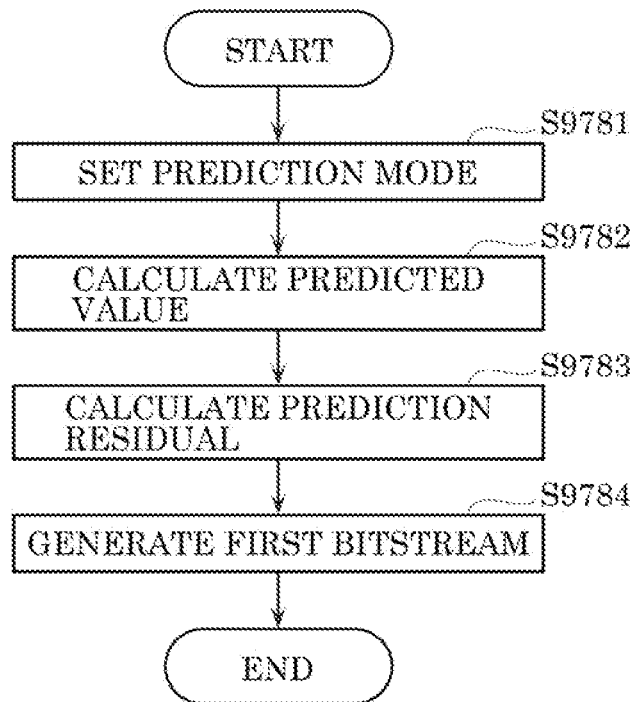 START
S9781
SET PREDICTION MODE
S9782
CALCULATE PREDICTED
VALUE
S9783
CALCULATE PREDICTION
RESIDUAL
S9784
GENERATE FIRST BITSTREAM
END